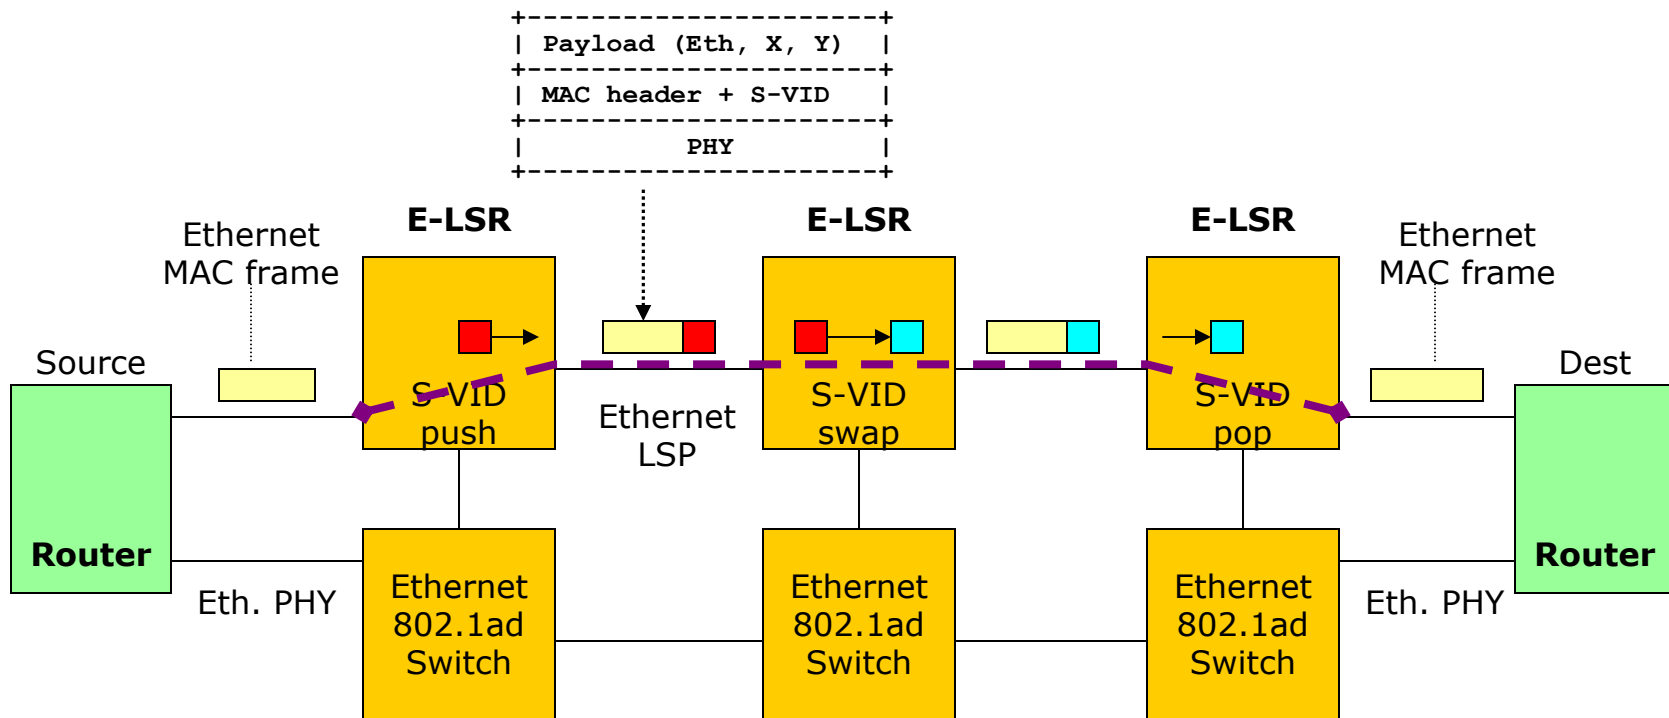 +-----------------------+
| Payload (Eth, X, Y)   |
+-----------------------+
| MAC header + S-VID    |
+-----------------------+
|          PHY          |
+-----------------------+
E-LSR
E-LSR
E-LSR
Ethernet
MAC frame
Ethernet
MAC frame
Source
Dest
S-VID
push
Ethernet
LSP
S-VID
swap
S-VID
pop
Router
Router
Eth. PHY
Eth. PHY
Ethernet
802.1ad
Switch
Ethernet
802.1ad
Switch
Ethernet
802.1ad
Switch